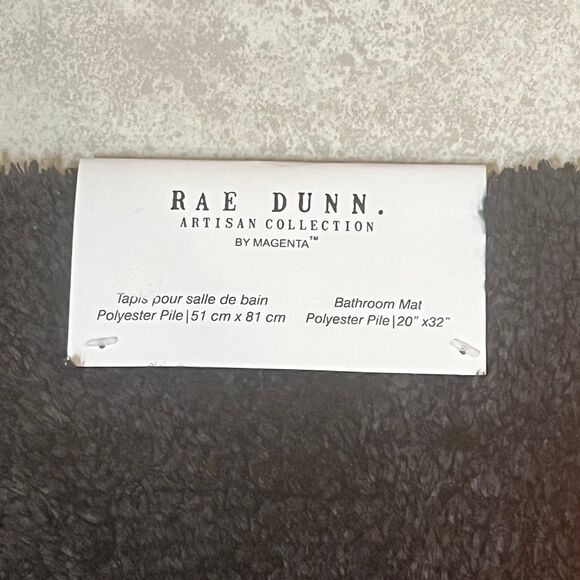 RAE DUNN.
ARTISAN COLLECTION
BY MAGENTA™
Tapis pour salle de bain
Polyester Pile|51 cm x 81 cm
Bathroom Mat
Polyester Pile|20" x32"